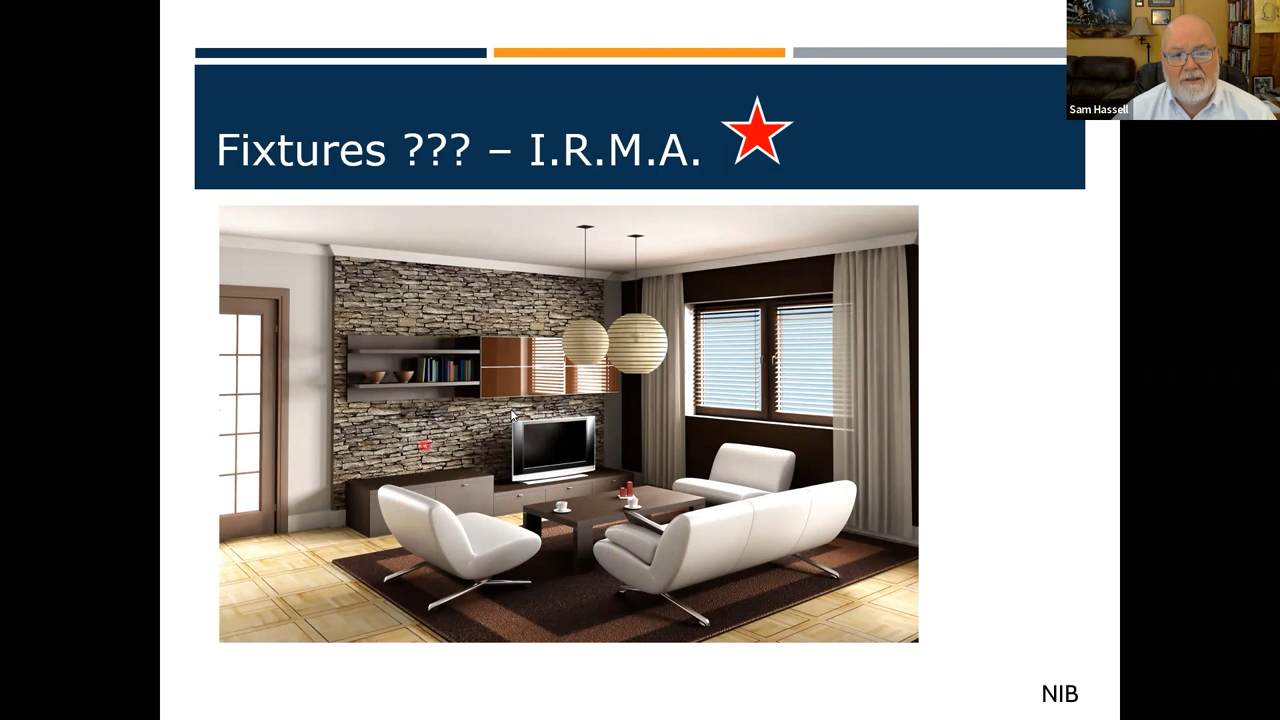 Fixtures ??? – I.R.M.A.
Sam Hassell
NIB